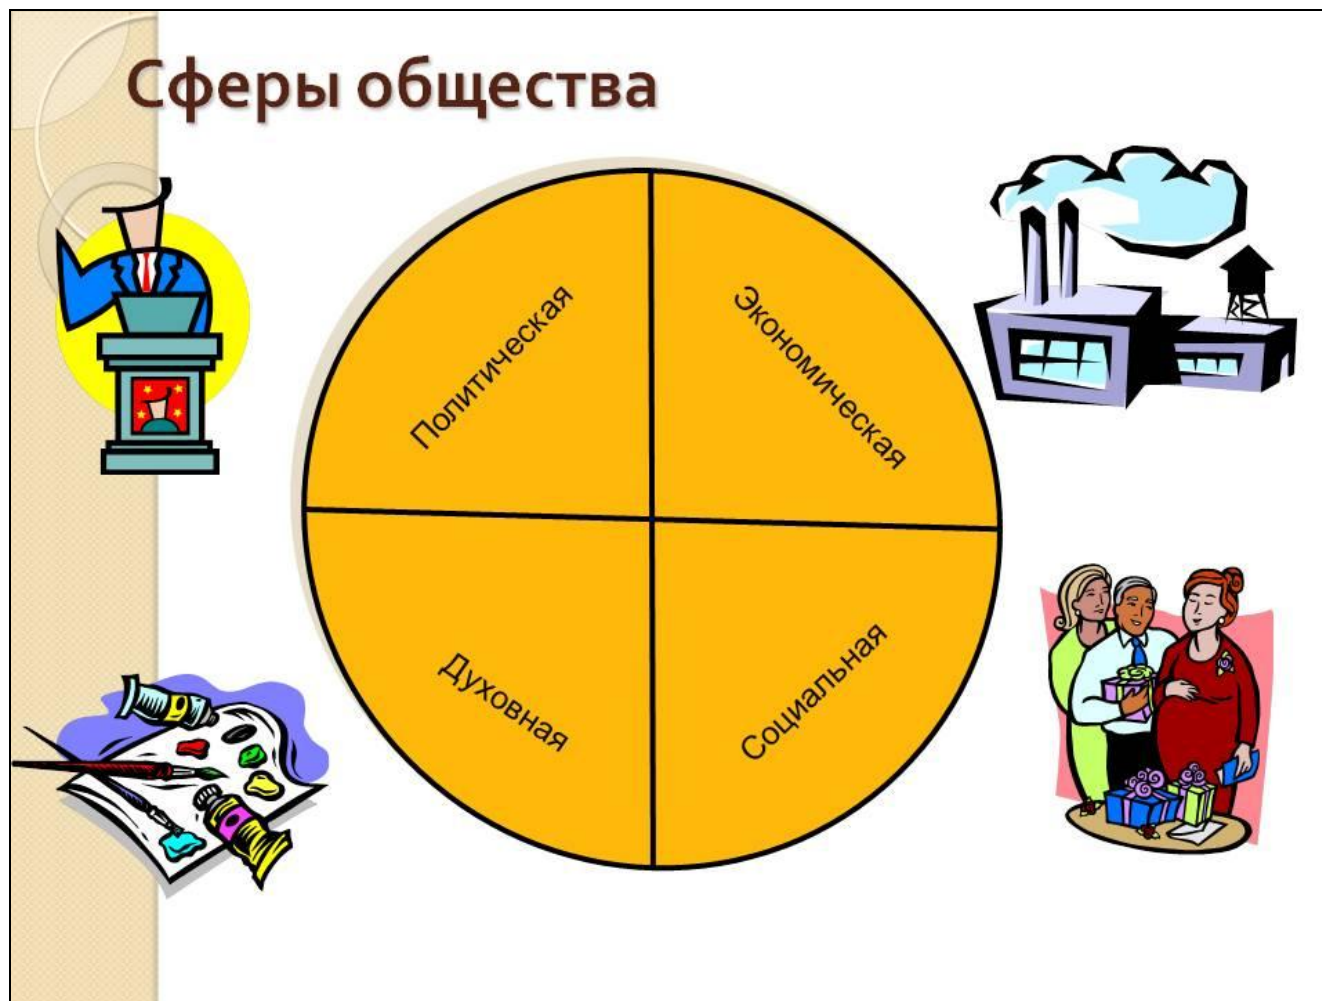 Сферы общества
Политическая
Экономическая
Духовная
Социальная